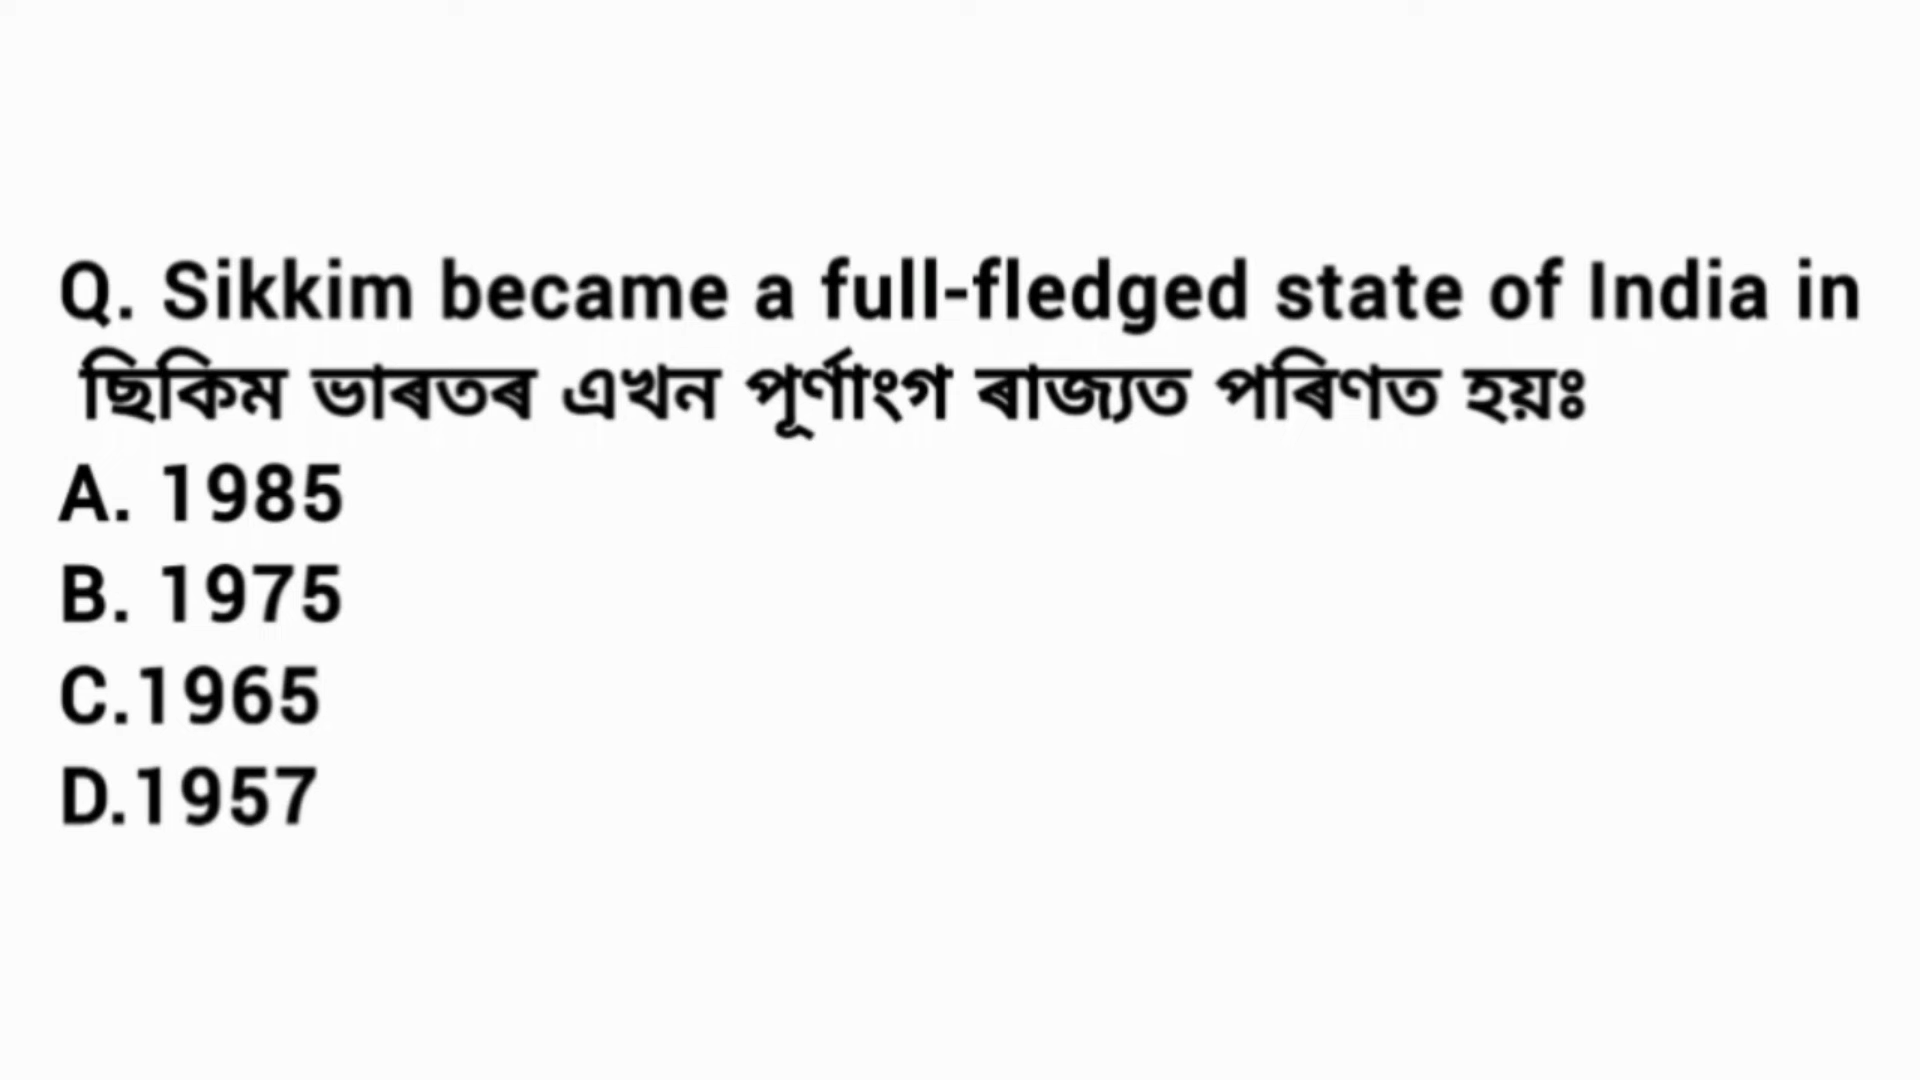 Q. Sikkim became a full-fledged state of India in
ছিকিম ভাৰতৰ এখন পূৰ্ণাংগ ৰাজ্যত পৰিণত হয়ঃ
A. 1985
B. 1975
C.1965
D.1957